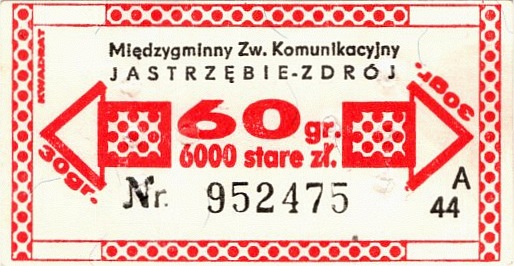 Międzygminny Zw. Komunikacyjny
JASTRZĘBIE-ZDRÓJ
KWADRAT
60 gr.
6000 stare zł.
30gr.
30gr.
Nr. 952475
A
44